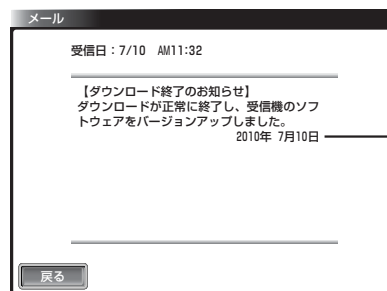 メール
受信日：7/10 AM11:32
【ダウンロード終了のお知らせ】
ダウンロードが正常に終了し、受信機のソフ
トウェアをバージョンアップしました。
2010年 7月10日
戻る